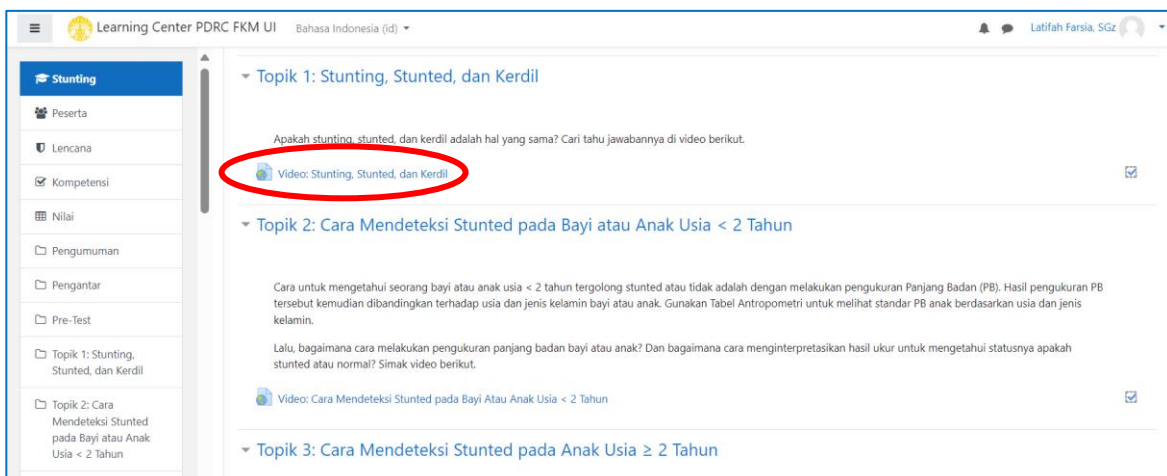 Learning Center PDRC FKM UI
Bahasa Indonesia (id)
Latifah Farsia, SGz
Stunting
Peserta
Lencana
Kompetensi
Nilai
Pengumuman
Pengantar
Pre-Test
Topik 1: Stunting,
Stunted, dan Kerdil
Topik 2: Cara
Mendeteksi Stunted
pada Bayi atau Anak
Usia < 2 Tahun
Topik 1: Stunting, Stunted, dan Kerdil
Apakah stunting, stunted, dan kerdil adalah hal yang sama? Cari tahu jawabannya di video berikut.
Video: Stunting, Stunted, dan Kerdil
Topik 2: Cara Mendeteksi Stunted pada Bayi atau Anak Usia < 2 Tahun
Cara untuk mengetahui seorang bayi atau anak usia < 2 tahun tergolong stunted atau tidak adalah dengan melakukan pengukuran Panjang Badan (PB). Hasil pengukuran PB
tersebut kemudian dibandingkan terhadap usia dan jenis kelamin bayi atau anak. Gunakan Tabel Antropometri untuk melihat standar PB anak berdasarkan usia dan jenis
kelamin.
Lalu, bagaimana cara melakukan pengukuran panjang badan bayi atau anak? Dan bagaimana cara menginterpretasikan hasil ukur untuk mengetahui statusnya apakah
stunted atau normal? Simak video berikut.
Video: Cara Mendeteksi Stunted pada Bayi Atau Anak Usia < 2 Tahun
Topik 3: Cara Mendeteksi Stunted pada Anak Usia ≥ 2 Tahun